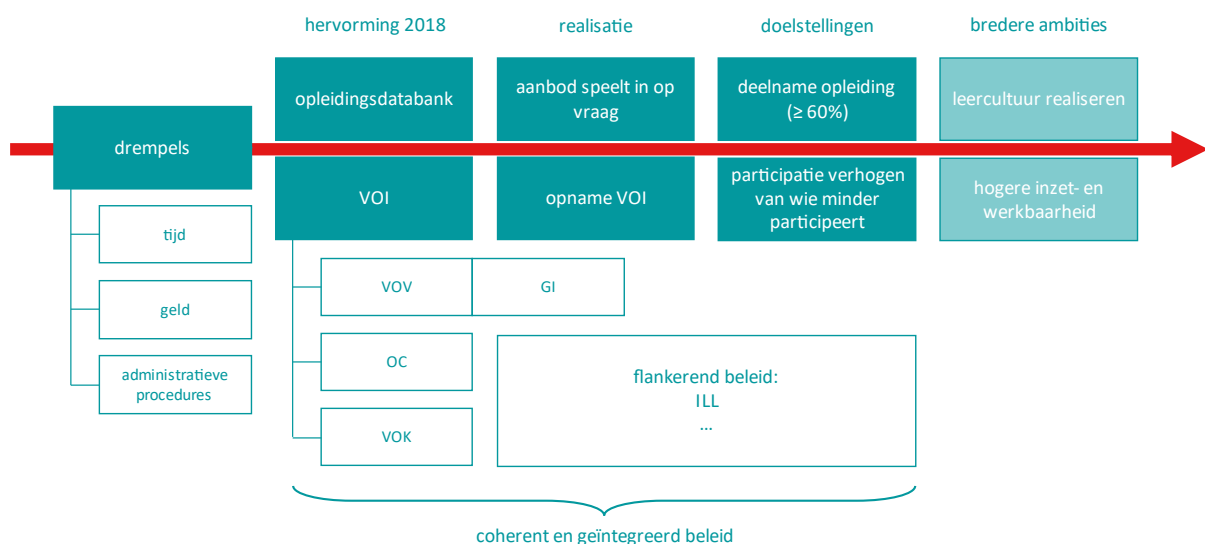 hervorming 2018
realisatie
doelstellingen
bredere ambities
opleidingsdatabank
aanbod speelt in op
vraag
deelname opleiding
(≥ 60%)
leercultuur realiseren
drempels
VOI
opname VOI
participatie verhogen
van wie minder
participeert
hogere inzet- en
werkbaarheid
tijd
geld
administratieve
procedures
VOV
GI
OC
VOK
flankerend beleid:
ILL
...
coherent en geïntegreerd beleid